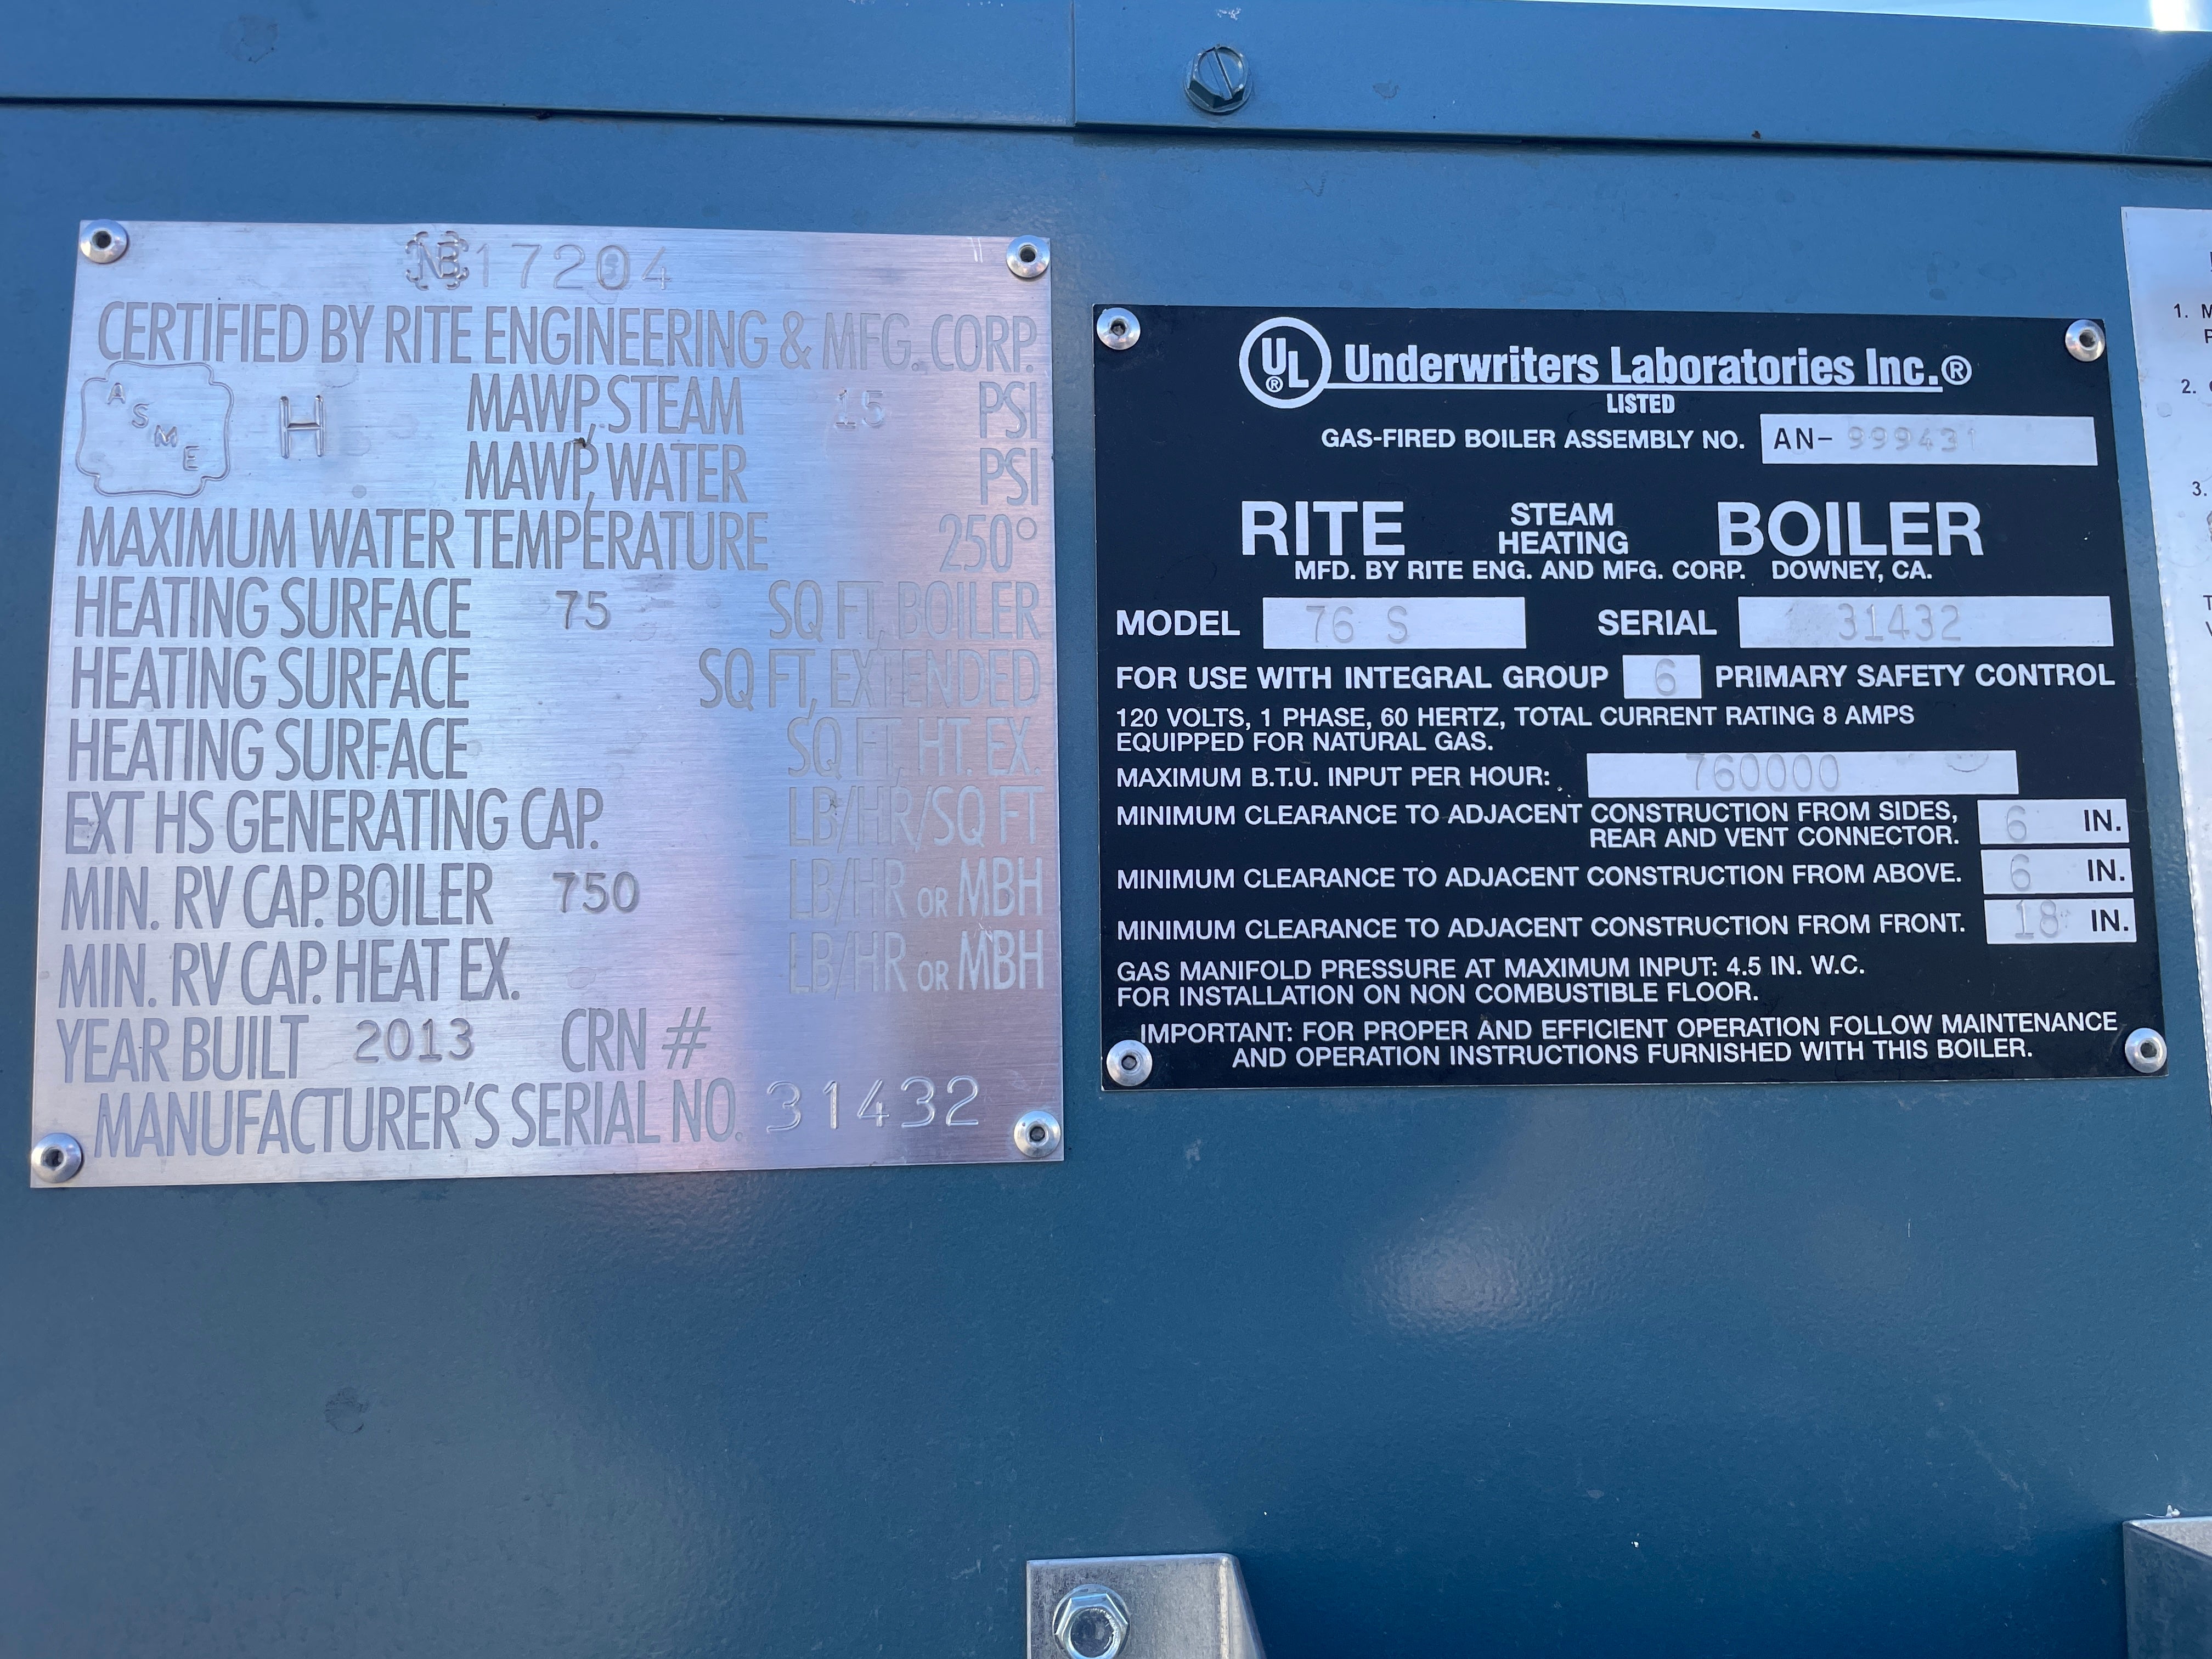 NB 17204
CERTIFIED BY RITE ENGINEERING & MFG. CORP.
ASME H MAWP, STEAM 15 PSI
MAWP, WATER PSI
MAXIMUM WATER TEMPERATURE 250°
HEATING SURFACE 75 SQ FT, BOILER
HEATING SURFACE SQ FT, EXTENDED
HEATING SURFACE SQ FT, HT. EX.
EXT HS GENERATING CAP. LB/HR/SQ FT
MIN. RV CAP. BOILER 750 LB/HR OR MBH
MIN. RV CAP. HEAT EX. LB/HR OR MBH
YEAR BUILT 2013 CRN #
MANUFACTURER'S SERIAL NO. 31432
UL® Underwriters Laboratories Inc.®
LISTED
GAS-FIRED BOILER ASSEMBLY NO. AN- 999431
RITE STEAM HEATING BOILER
MFD. BY RITE ENG. AND MFG. CORP. DOWNEY, CA.
MODEL 76 S SERIAL 31432
FOR USE WITH INTEGRAL GROUP 6 PRIMARY SAFETY CONTROL
120 VOLTS, 1 PHASE, 60 HERTZ, TOTAL CURRENT RATING 8 AMPS
EQUIPPED FOR NATURAL GAS.
MAXIMUM B.T.U. INPUT PER HOUR: 760000
MINIMUM CLEARANCE TO ADJACENT CONSTRUCTION FROM SIDES,
REAR AND VENT CONNECTOR. 6 IN.
MINIMUM CLEARANCE TO ADJACENT CONSTRUCTION FROM ABOVE. 6 IN.
MINIMUM CLEARANCE TO ADJACENT CONSTRUCTION FROM FRONT. 18 IN.
GAS MANIFOLD PRESSURE AT MAXIMUM INPUT: 4.5 IN. W.C.
FOR INSTALLATION ON NON COMBUSTIBLE FLOOR.
IMPORTANT: FOR PROPER AND EFFICIENT OPERATION FOLLOW MAINTENANCE
AND OPERATION INSTRUCTIONS FURNISHED WITH THIS BOILER.
1.
2.
3.